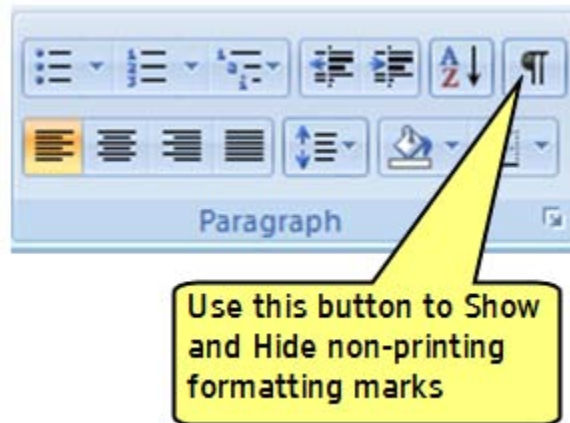 ¶
Paragraph
Use this button to Show
and Hide non-printing
formatting marks